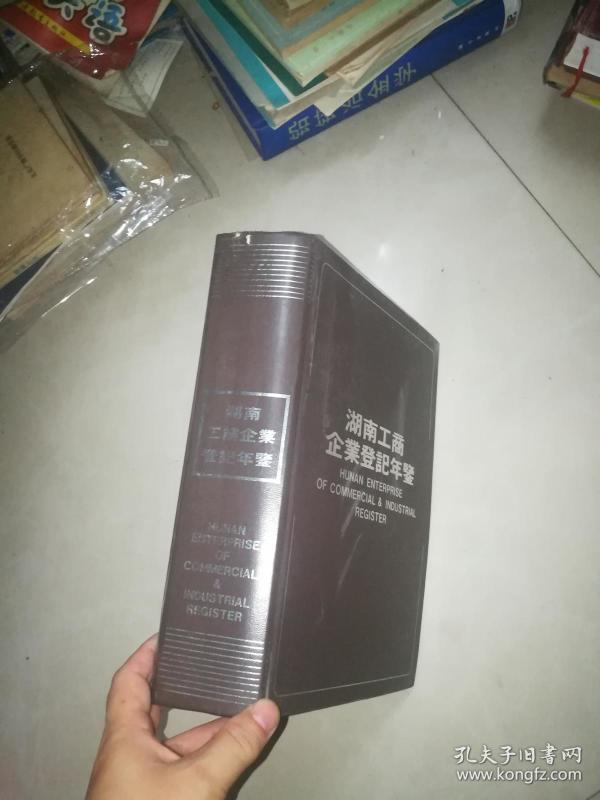 湖南
工商企業
登記年鑒
HUNAN
ENTERPRISE
OF
COMMERCIAL
&
INDUSTRIAL
REGISTER
湖南工商
企業登記年鑒
HUNAN ENTERPRISE
OF COMMERCIAL & INDUSTRIAL
REGISTER
孔夫子旧书网
www.kongfz.com